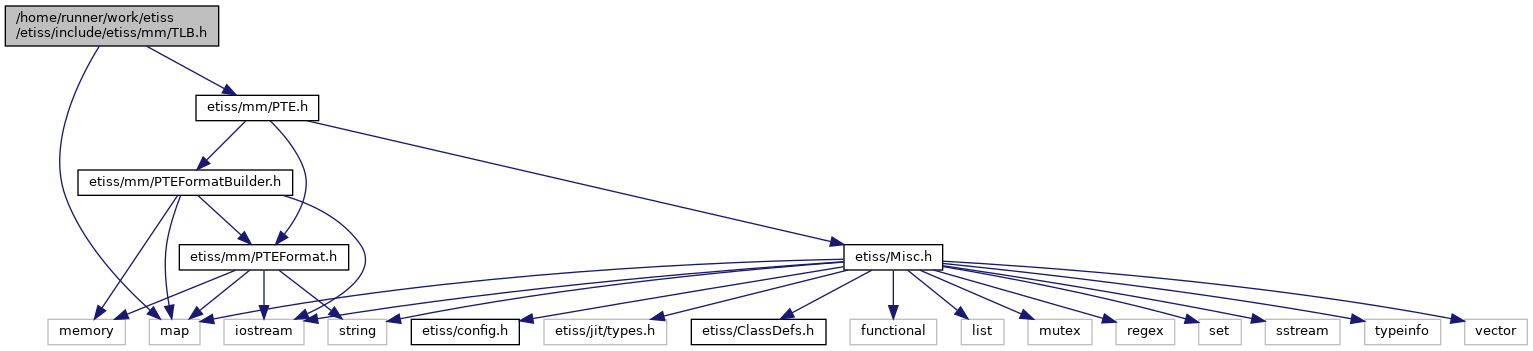 /home/runner/work/etiss
/etiss/include/etiss/mm/TLB.h
etiss/mm/PTE.h
etiss/mm/PTEFormatBuilder.h
etiss/mm/PTEFormat.h
etiss/Misc.h
memory
map
iostream
string
etiss/config.h
etiss/jit/types.h
etiss/ClassDefs.h
functional
list
mutex
regex
set
sstream
typeinfo
vector